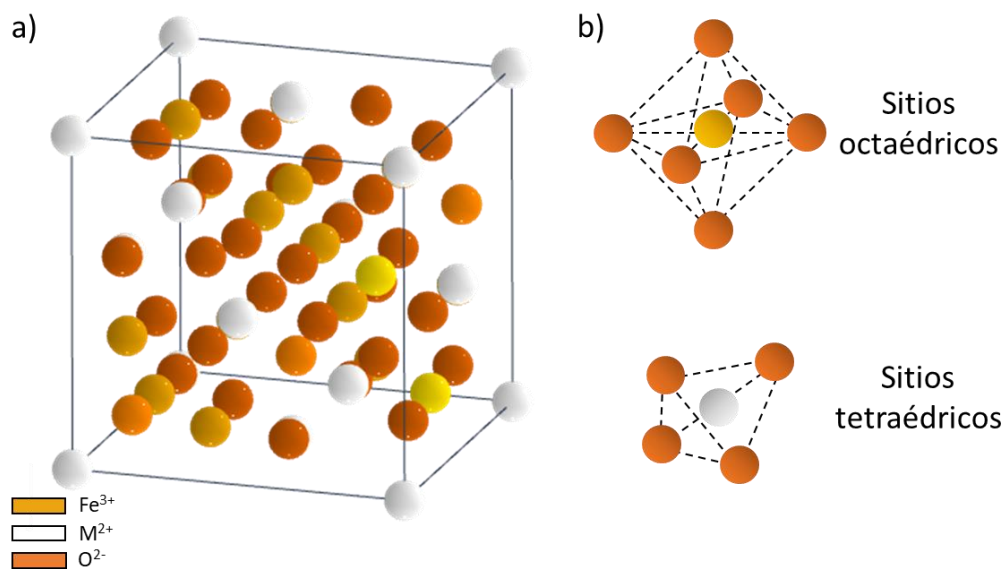 a)
b)
Sitios
octaédricos
Sitios
tetraédricos
Fe³⁺
M²⁺
O²⁻